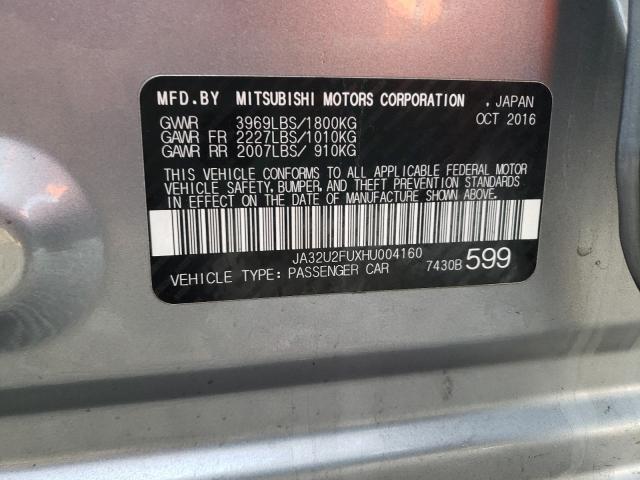 MFD.BY MITSUBISHI MOTORS CORPORATION , JAPAN
GVWR 3969LBS/1800KG OCT 2016
GAWR FR 2227LBS/1010KG
GAWR RR 2007LBS/ 910KG
THIS VEHICLE CONFORMS TO ALL APPLICABLE FEDERAL MOTOR
VEHICLE SAFETY, BUMPER, AND THEFT PREVENTION STANDARDS
IN EFFECT ON THE DATE OF MANUFACTURE SHOWN ABOVE.
JA32U2FUXHU004160
VEHICLE TYPE: PASSENGER CAR 7430B 599